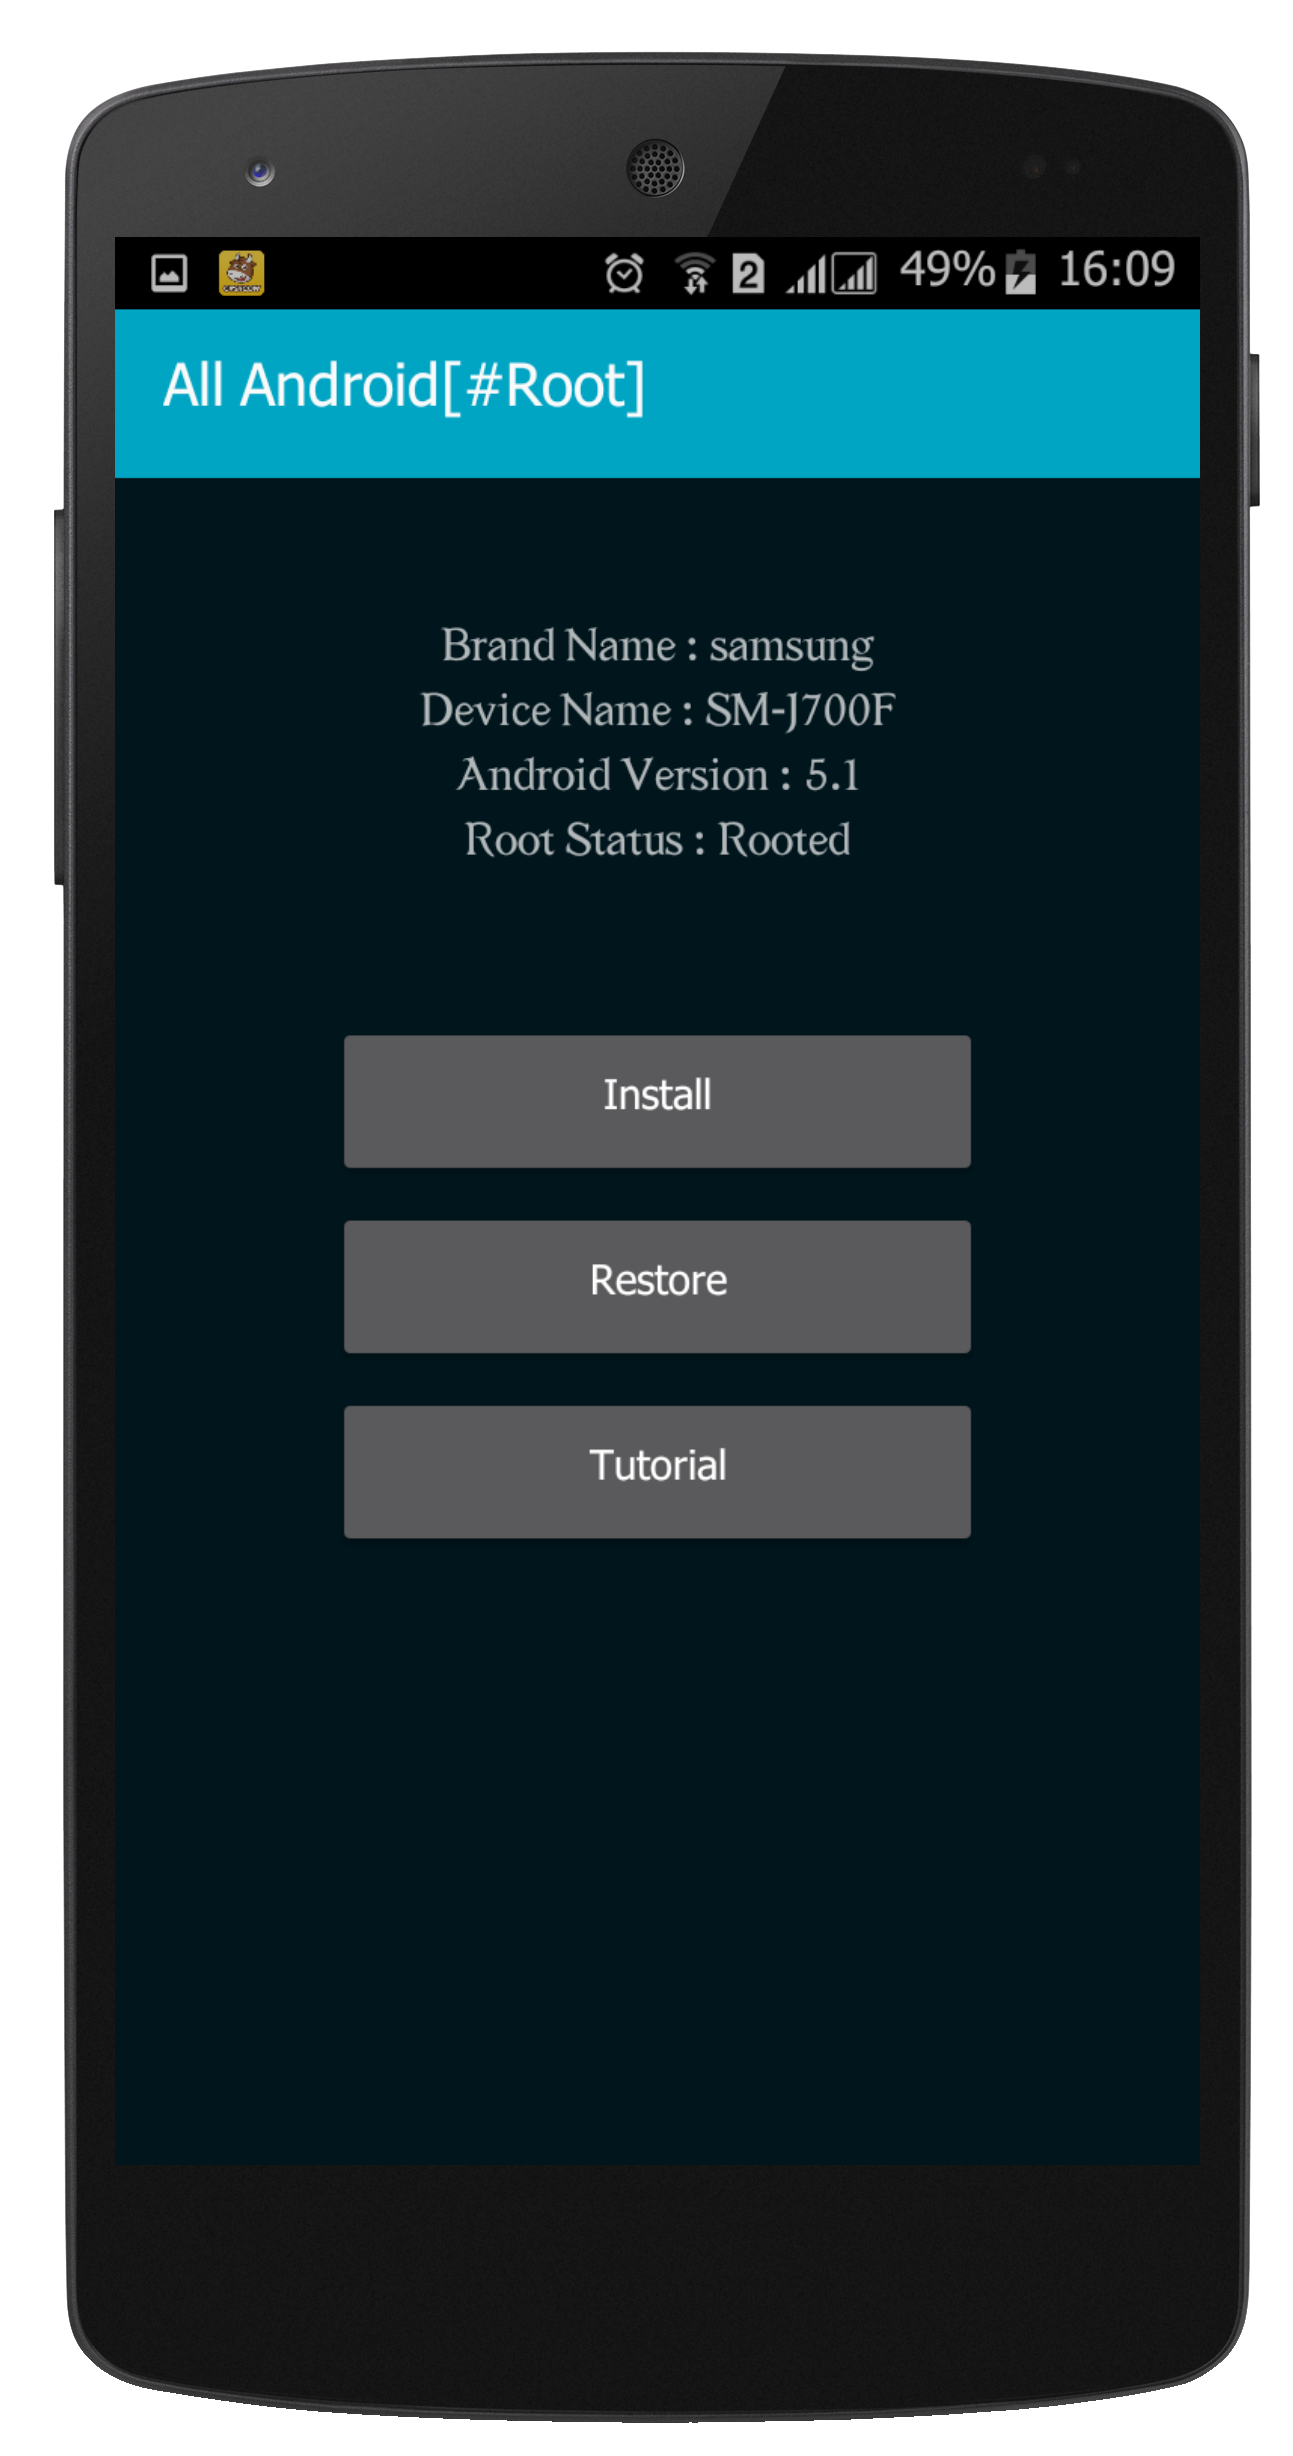 2 49% 16:09
All Android[#Root]
Brand Name : samsung
Device Name : SM-J700F
Android Version : 5.1
Root Status : Rooted
Install
Restore
Tutorial